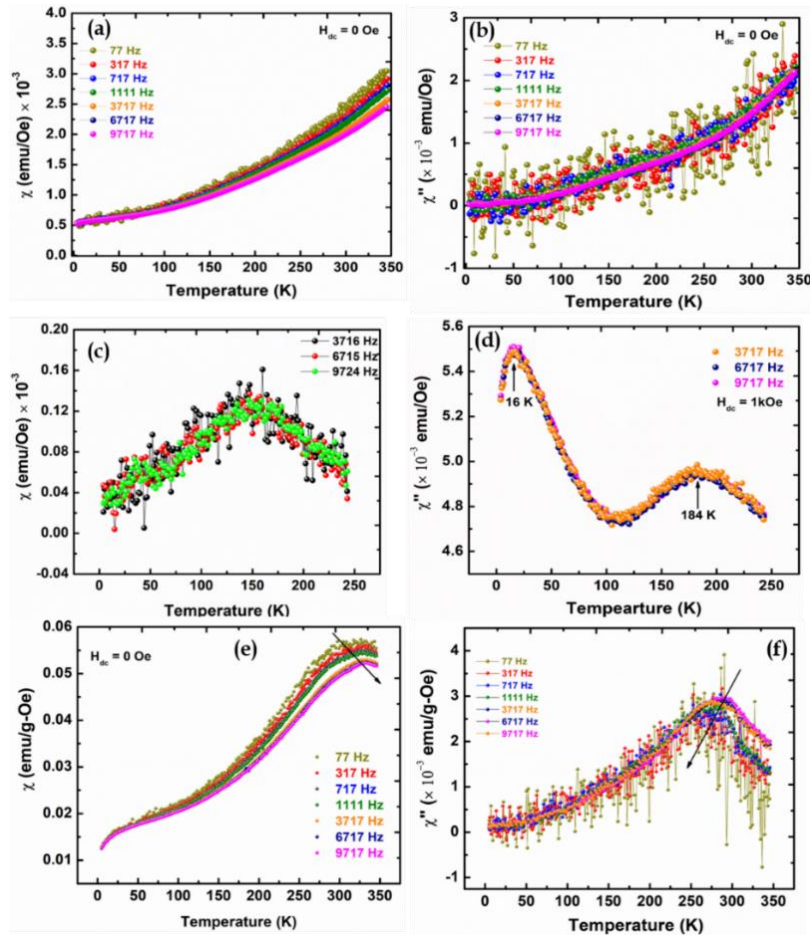 (a)
H_dc = 0 Oe
77 Hz
317 Hz
717 Hz
1111 Hz
3717 Hz
6717 Hz
9717 Hz
χ (emu/Oe) × 10⁻³
4.0
3.5
3.0
2.5
2.0
1.5
1.0
0.5
0.0
0 50 100 150 200 250 300 350
Temperature (K)
(b)
H_dc = 0 Oe
77 Hz
317 Hz
717 Hz
1111 Hz
3717 Hz
6717 Hz
9717 Hz
χ'' (× 10⁻³ emu/Oe)
3
2
1
0
-1
0 50 100 150 200 250 300 350
Temperature (K)
(c)
3716 Hz
6715 Hz
9724 Hz
χ (emu/Oe) × 10⁻³
0.20
0.16
0.12
0.08
0.04
0.00
-0.04
0 50 100 150 200 250
Temperature (K)
(d)
3717 Hz
6717 Hz
9717 Hz
H_dc = 1kOe
16 K
184 K
χ'' (× 10⁻³ emu/Oe)
5.6
5.4
5.2
5.0
4.8
4.6
0 50 100 150 200 250
Tempearture (K)
(e)
H_dc = 0 Oe
77 Hz
317 Hz
717 Hz
1111 Hz
3717 Hz
6717 Hz
9717 Hz
χ (emu/g-Oe)
0.06
0.05
0.04
0.03
0.02
0.01
0 50 100 150 200 250 300 350
Temperature (K)
(f)
77 Hz
317 Hz
717 Hz
1111 Hz
3717 Hz
6717 Hz
9717 Hz
χ'' (× 10⁻³ emu/g-Oe)
4
3
2
1
0
-1
0 50 100 150 200 250 300 350
Temperature (K)